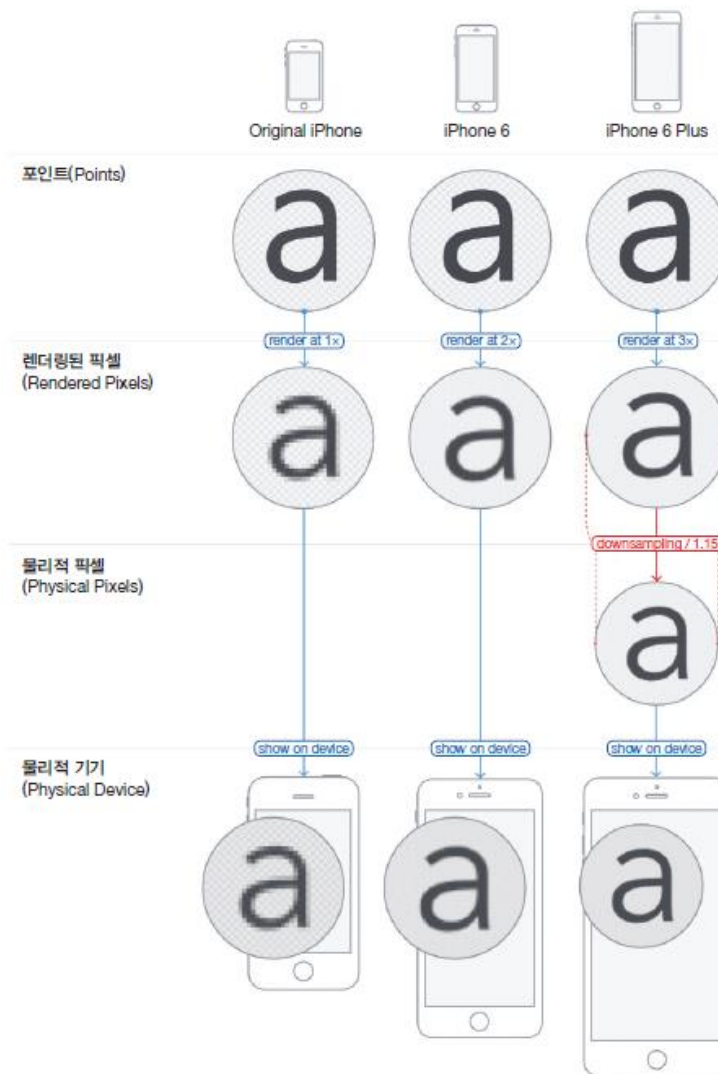 Original iPhone
iPhone 6
iPhone 6 Plus
포인트(Points)
a
a
a
render at 1×
render at 2×
render at 3×
렌더링된 픽셀
(Rendered Pixels)
a
a
a
downsampling / 1.15
물리적 픽셀
(Physical Pixels)
a
show on device
show on device
show on device
물리적 기기
(Physical Device)
a
a
a